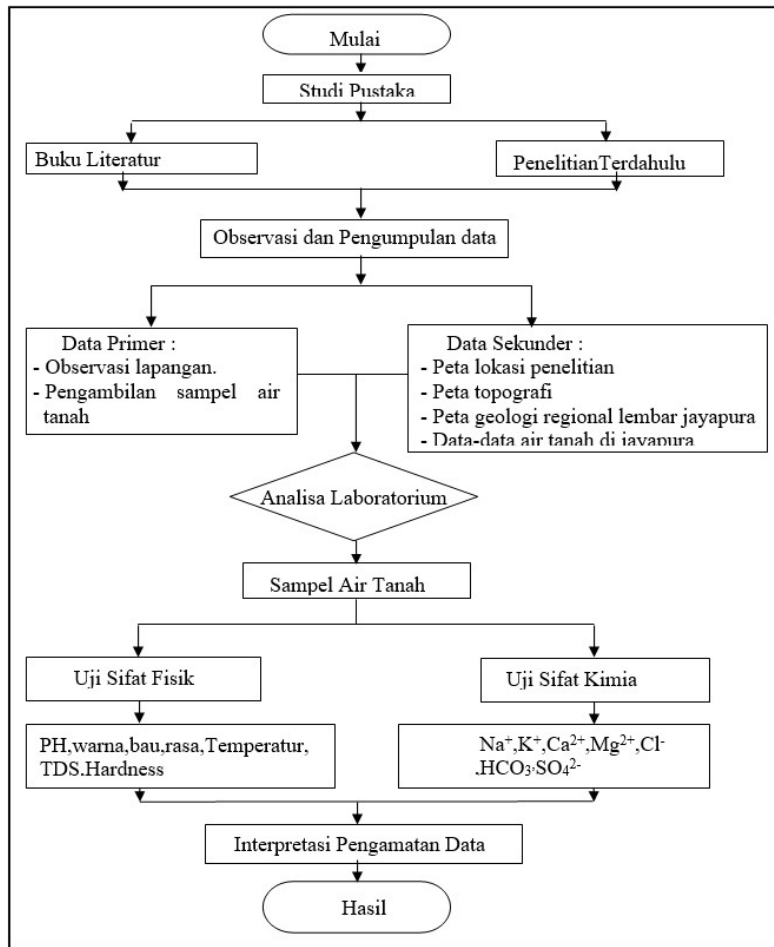 Mulai
Studi Pustaka
Buku Literatur
PenelitianTerdahulu
Observasi dan Pengumpulan data
Data Primer :
- Observasi lapangan.
- Pengambilan sampel air
tanah
Data Sekunder :
- Peta lokasi penelitian
- Peta topografi
- Peta geologi regional lembar jayapura
- Data-data air tanah di jayapura
Analisa Laboratorium
Sampel Air Tanah
Uji Sifat Fisik
Uji Sifat Kimia
PH,warna,bau,rasa,Temperatur,
TDS.Hardness
Na⁺,K⁺,Ca²⁺,Mg²⁺,Cl⁻
,HCO₃,SO₄²⁻
Interpretasi Pengamatan Data
Hasil